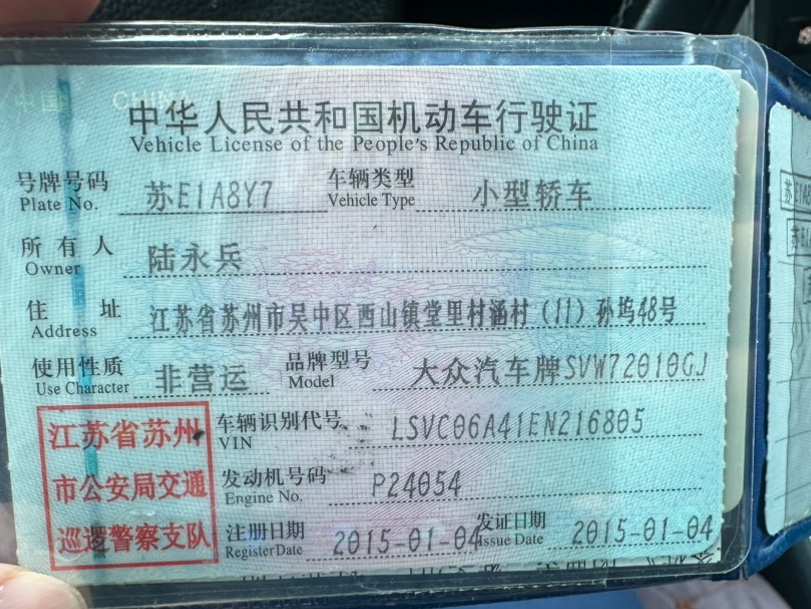 中国 CHINA
中华人民共和国机动车行驶证
Vehicle License of the People's Republic of China
号牌号码 苏E1A8Y7 车辆类型 小型轿车
Plate No. Vehicle Type
所有人 陆永兵
Owner
住址 江苏省苏州市吴中区西山镇堂里村涵村（11）孙坞48号
Address
使用性质 非营运 品牌型号 大众汽车牌SVW72010GJ
Use Character Model
江苏省苏州 车辆识别代号 LSVC06A41EN216805
VIN
市公安局交通 发动机号码 P24054
Engine No.
巡逻警察支队 注册日期 2015-01-04 发证日期 2015-01-04
Register Date Issue Date